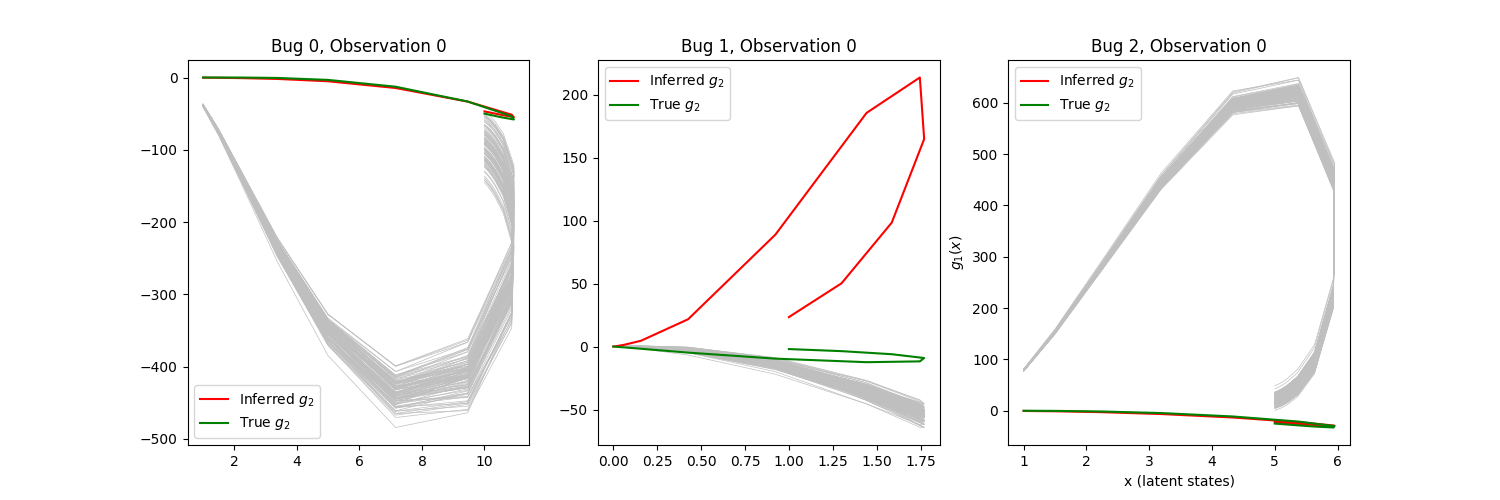 Bug 0, Observation 0
0
−100
−200
−300
−400
−500
2 4 6 8 10
Inferred g₂
True g₂
Bug 1, Observation 0
200
150
100
50
0
−50
0.00 0.25 0.50 0.75 1.00 1.25 1.50 1.75
Inferred g₂
True g₂
Bug 2, Observation 0
g₁(x)
600
500
400
300
200
100
0
1 2 3 4 5 6
x (latent states)
Inferred g₂
True g₂